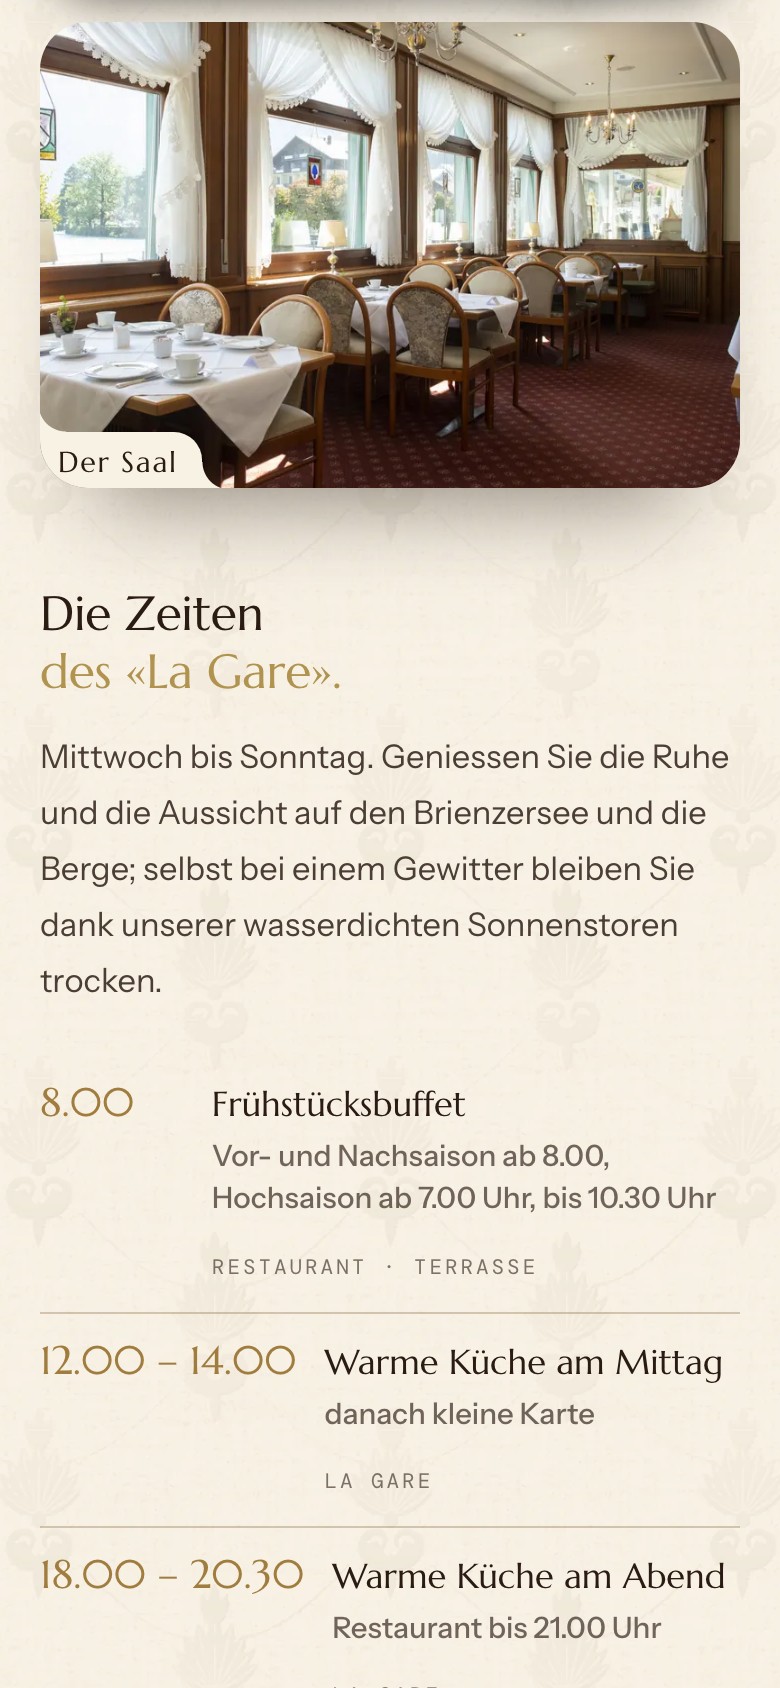 Der Saal
Die Zeiten
des «La Gare».
Mittwoch bis Sonntag. Geniessen Sie die Ruhe
und die Aussicht auf den Brienzersee und die
Berge; selbst bei einem Gewitter bleiben Sie
dank unserer wasserdichten Sonnenstoren
trocken.
8.00 Frühstücksbuffet
Vor- und Nachsaison ab 8.00,
Hochsaison ab 7.00 Uhr, bis 10.30 Uhr
RESTAURANT · TERRASSE
12.00 – 14.00 Warme Küche am Mittag
danach kleine Karte
LA GARE
18.00 – 20.30 Warme Küche am Abend
Restaurant bis 21.00 Uhr